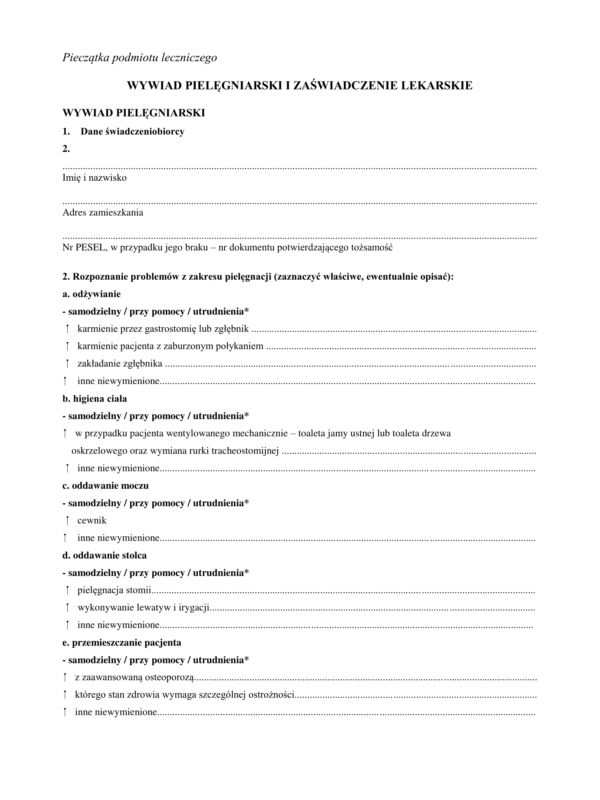 Pieczątka podmiotu leczniczego
WYWIAD PIELĘGNIARSKI I ZAŚWIADCZENIE LEKARSKIE
WYWIAD PIELĘGNIARSKI
1. Dane świadczeniobiorcy
2.
................................................................................
Imię i nazwisko
................................................................................
Adres zamieszkania
................................................................................
Nr PESEL, w przypadku jego braku – nr dokumentu potwierdzającego tożsamość
2. Rozpoznanie problemów z zakresu pielęgnacji (zaznaczyć właściwe, ewentualnie opisać):
a. odżywianie
- samodzielny / przy pomocy / utrudnienia*
↑ karmienie przez gastrostomię lub zgłębnik ................................................................................
↑ karmienie pacjenta z zaburzonym połykaniem ................................................................................
↑ zakładanie zgłębnika ................................................................................
↑ inne niewymienione................................................................................
b. higiena ciała
- samodzielny / przy pomocy / utrudnienia*
↑ w przypadku pacjenta wentylowanego mechanicznie – toaleta jamy ustnej lub toaleta drzewa
oskrzelowego oraz wymiana rurki tracheostomijnej ................................................................................
↑ inne niewymienione................................................................................
c. oddawanie moczu
- samodzielny / przy pomocy / utrudnienia*
↑ cewnik
↑ inne niewymienione................................................................................
d. oddawanie stolca
- samodzielny / przy pomocy / utrudnienia*
↑ pielęgnacja stomii................................................................................
↑ wykonywanie lewatyw i irygacji................................................................................
↑ inne niewymienione................................................................................
e. przemieszczanie pacjenta
- samodzielny / przy pomocy / utrudnienia*
↑ z zaawansowaną osteoporozą................................................................................
↑ którego stan zdrowia wymaga szczególnej ostrożności................................................................................
↑ inne niewymienione................................................................................